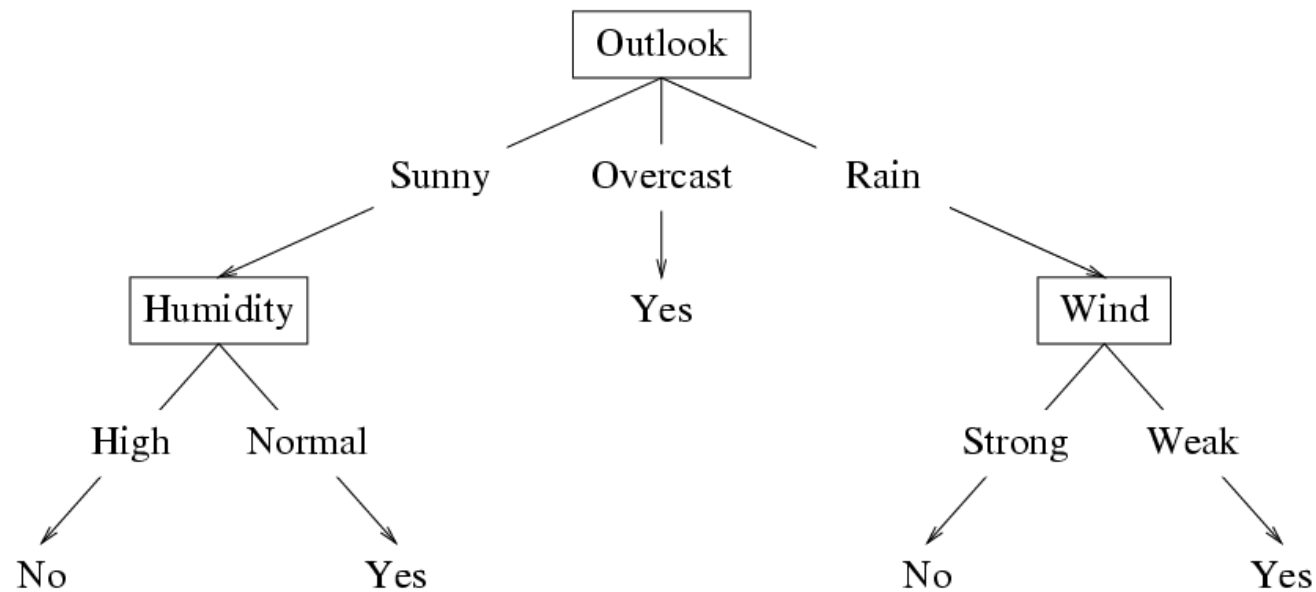 Outlook
Sunny Overcast Rain
Humidity Yes Wind
High Normal Strong Weak
No Yes No Yes